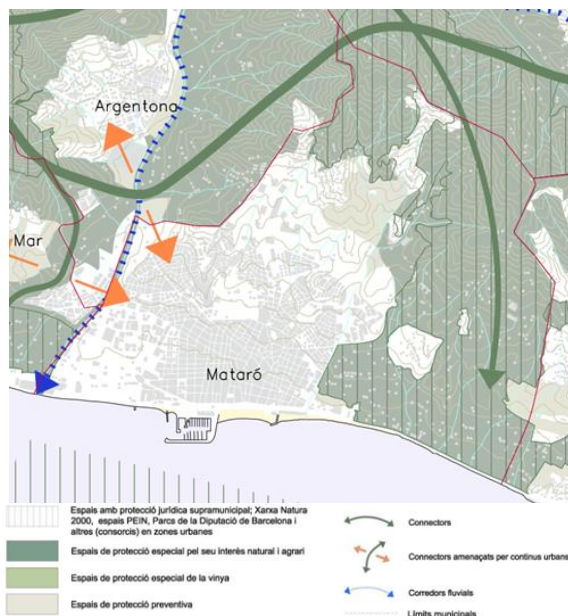 Argentona
Mar
Mataró
Espais amb protecció jurídica supramunicipal; Xarxa Natura
2000, espais PEIN, Parcs de la Diputació de Barcelona i
altres (consorcis) en zones urbanes
Espais de protecció especial pel seu interès natural i agrari
Espais de protecció especial de la vinya
Espais de protecció preventiva
Connectors
Connectors amenaçats per continus urbans
Corredors fluvials
Límits municipals